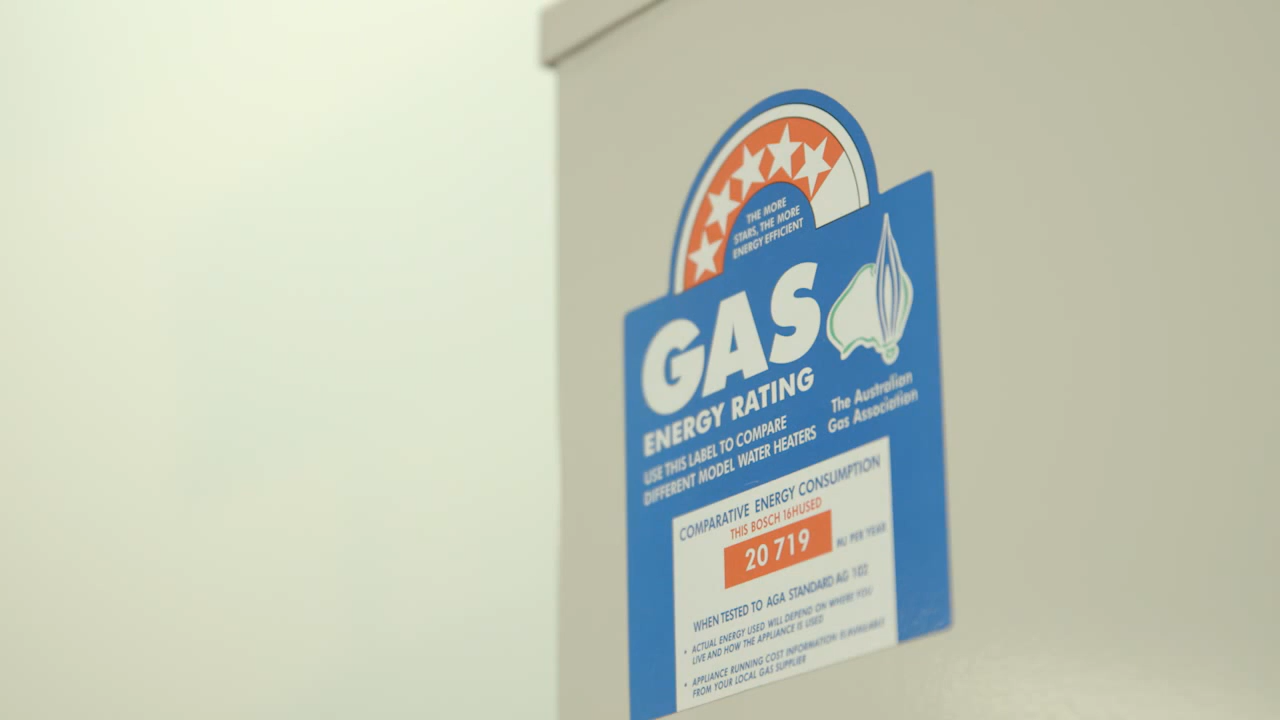 THE MORE
STARS, THE MORE
ENERGY EFFICIENT
GAS
ENERGY RATING
USE THIS LABEL TO COMPARE
DIFFERENT MODEL WATER HEATERS
The Australian
Gas Association
COMPARATIVE ENERGY CONSUMPTION
THIS BOSCH 16H USED
20 719 MJ PER YEAR
WHEN TESTED TO AGA STANDARD AG 102
• ACTUAL ENERGY USED WILL DEPEND ON WHERE YOU
LIVE AND HOW THE APPLIANCE IS USED
• APPLIANCE RUNNING COST INFORMATION IS AVAILABLE
FROM YOUR LOCAL GAS SUPPLIER